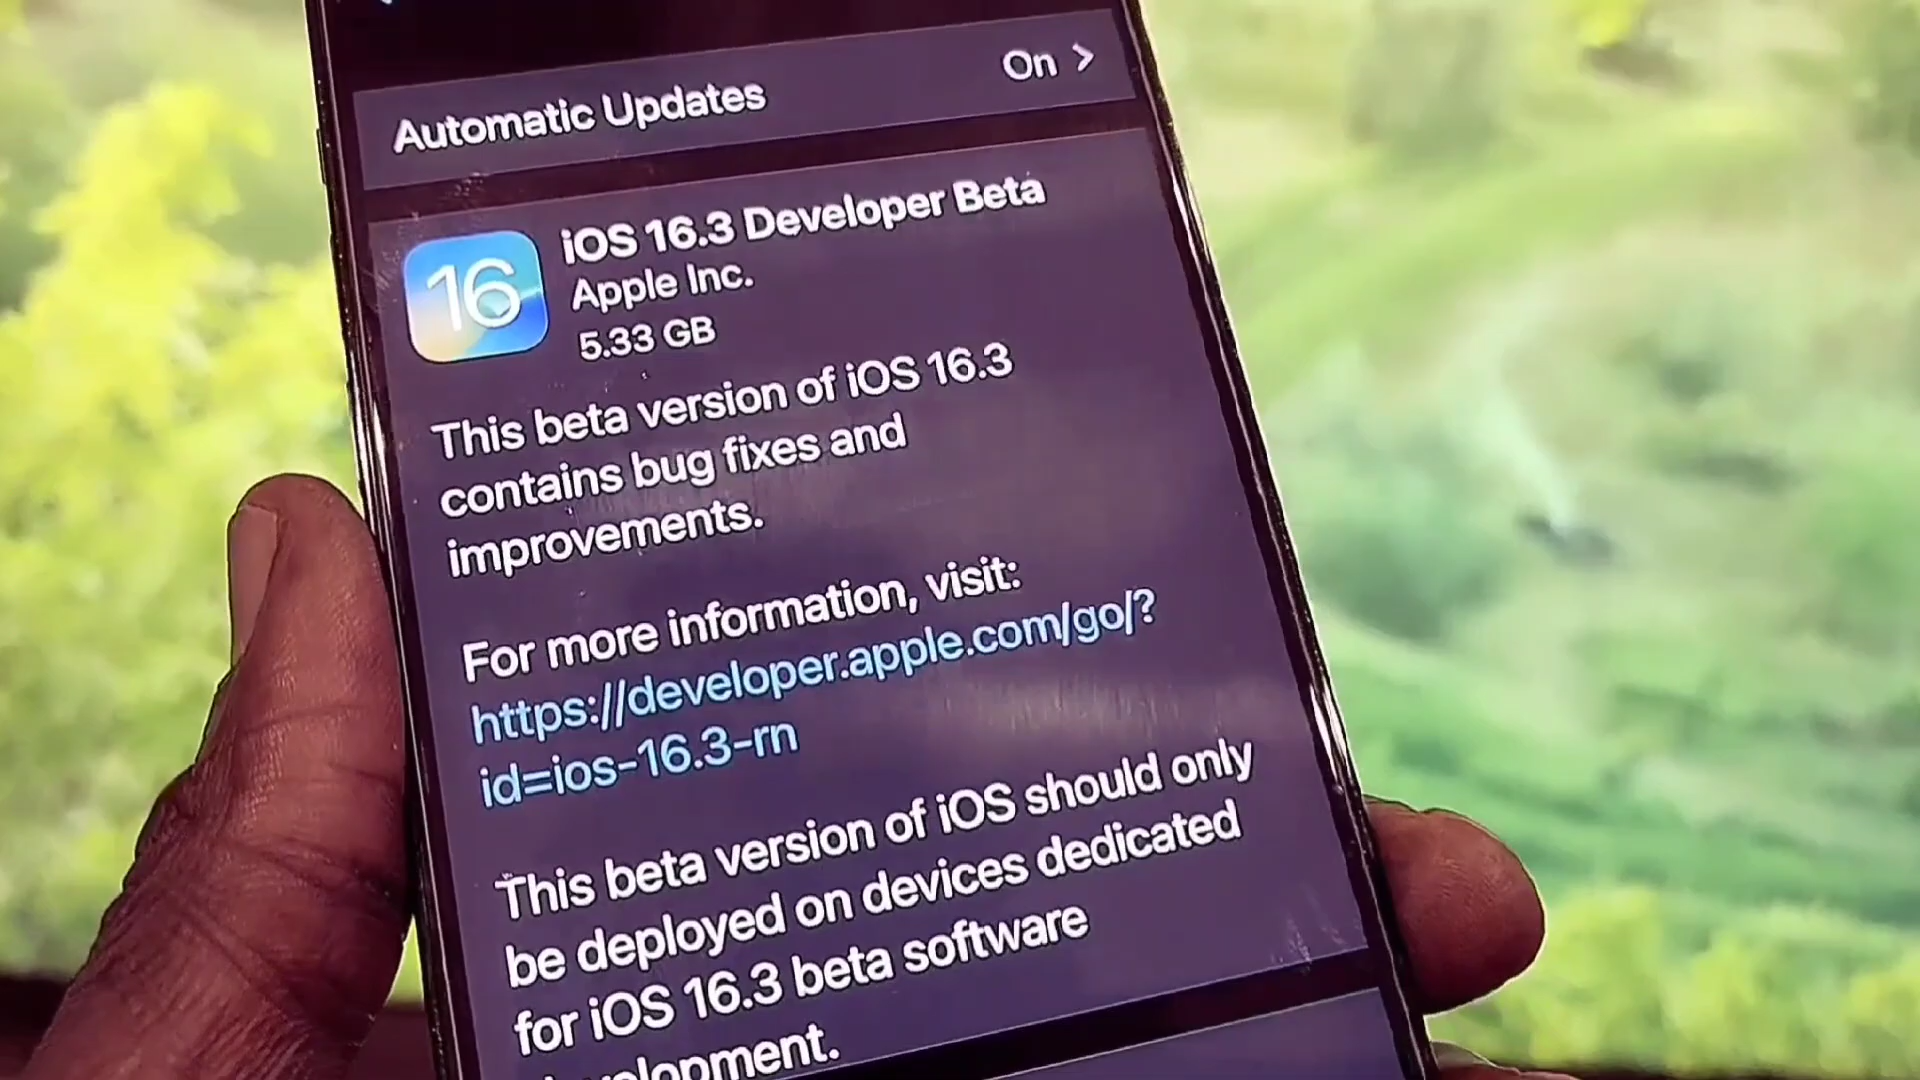 Automatic Updates On >
16
iOS 16.3 Developer Beta
Apple Inc.
5.33 GB
This beta version of iOS 16.3
contains bug fixes and
improvements.
For more information, visit:
https://developer.apple.com/go/?
id=ios-16.3-rn
This beta version of iOS should only
be deployed on devices dedicated
for iOS 16.3 beta software
development.